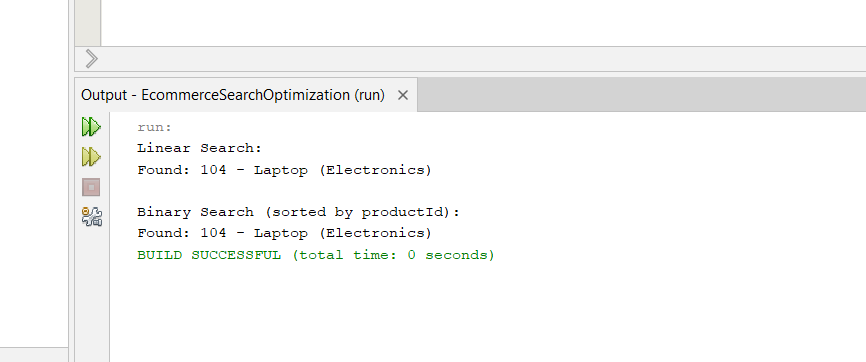 Output - EcommerceSearchOptimization (run)
run:
Linear Search:
Found: 104 - Laptop (Electronics)
Binary Search (sorted by productId):
Found: 104 - Laptop (Electronics)
BUILD SUCCESSFUL (total time: 0 seconds)